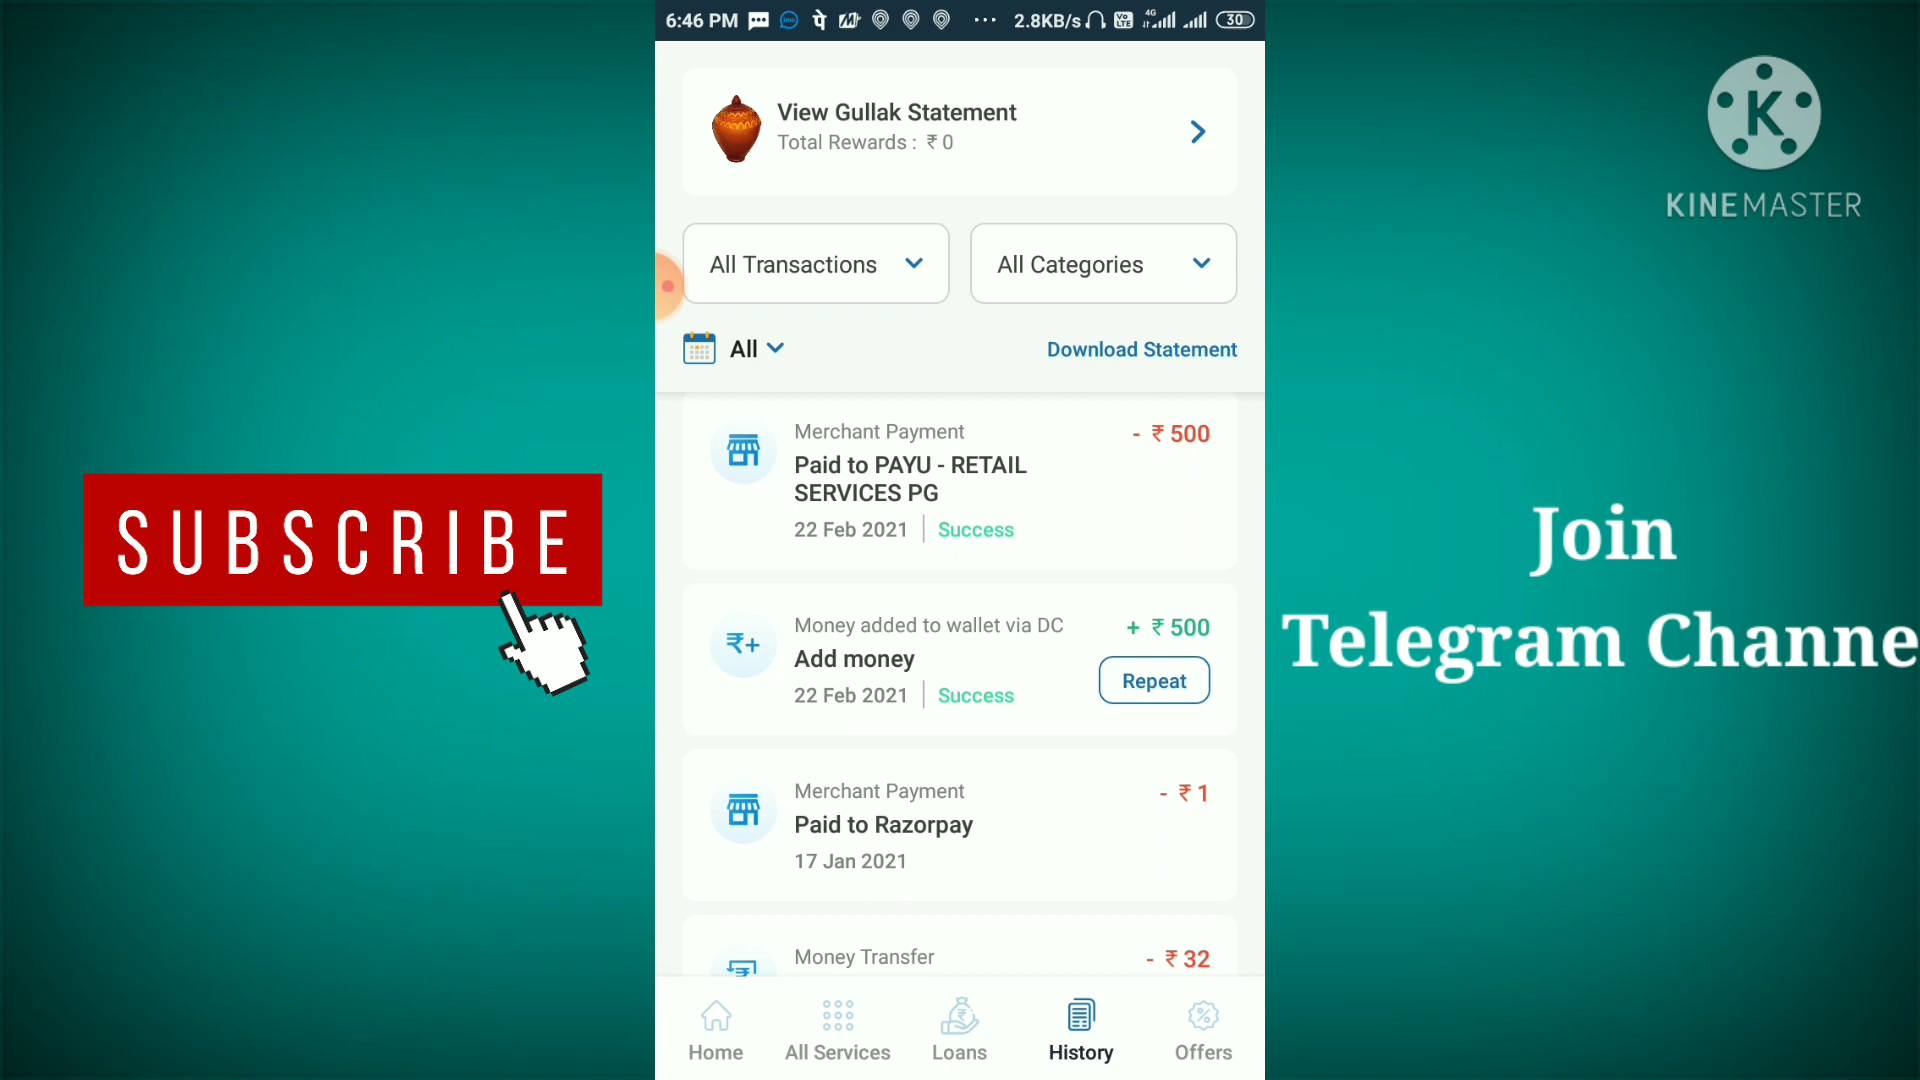 6:46 PM
2.8KB/s
4G
Vo
LTE
30
View Gullak Statement
Total Rewards : ₹ 0
All Transactions
All Categories
All
Download Statement
Merchant Payment
- ₹ 500
Paid to PAYU - RETAIL
SERVICES PG
22 Feb 2021
Success
Money added to wallet via DC
+ ₹ 500
Add money
Repeat
22 Feb 2021
Success
Merchant Payment
- ₹ 1
Paid to Razorpay
17 Jan 2021
Money Transfer
- ₹ 32
Home
All Services
Loans
History
Offers
SUBSCRIBE
K
KINEMASTER
Join
Telegram Channe